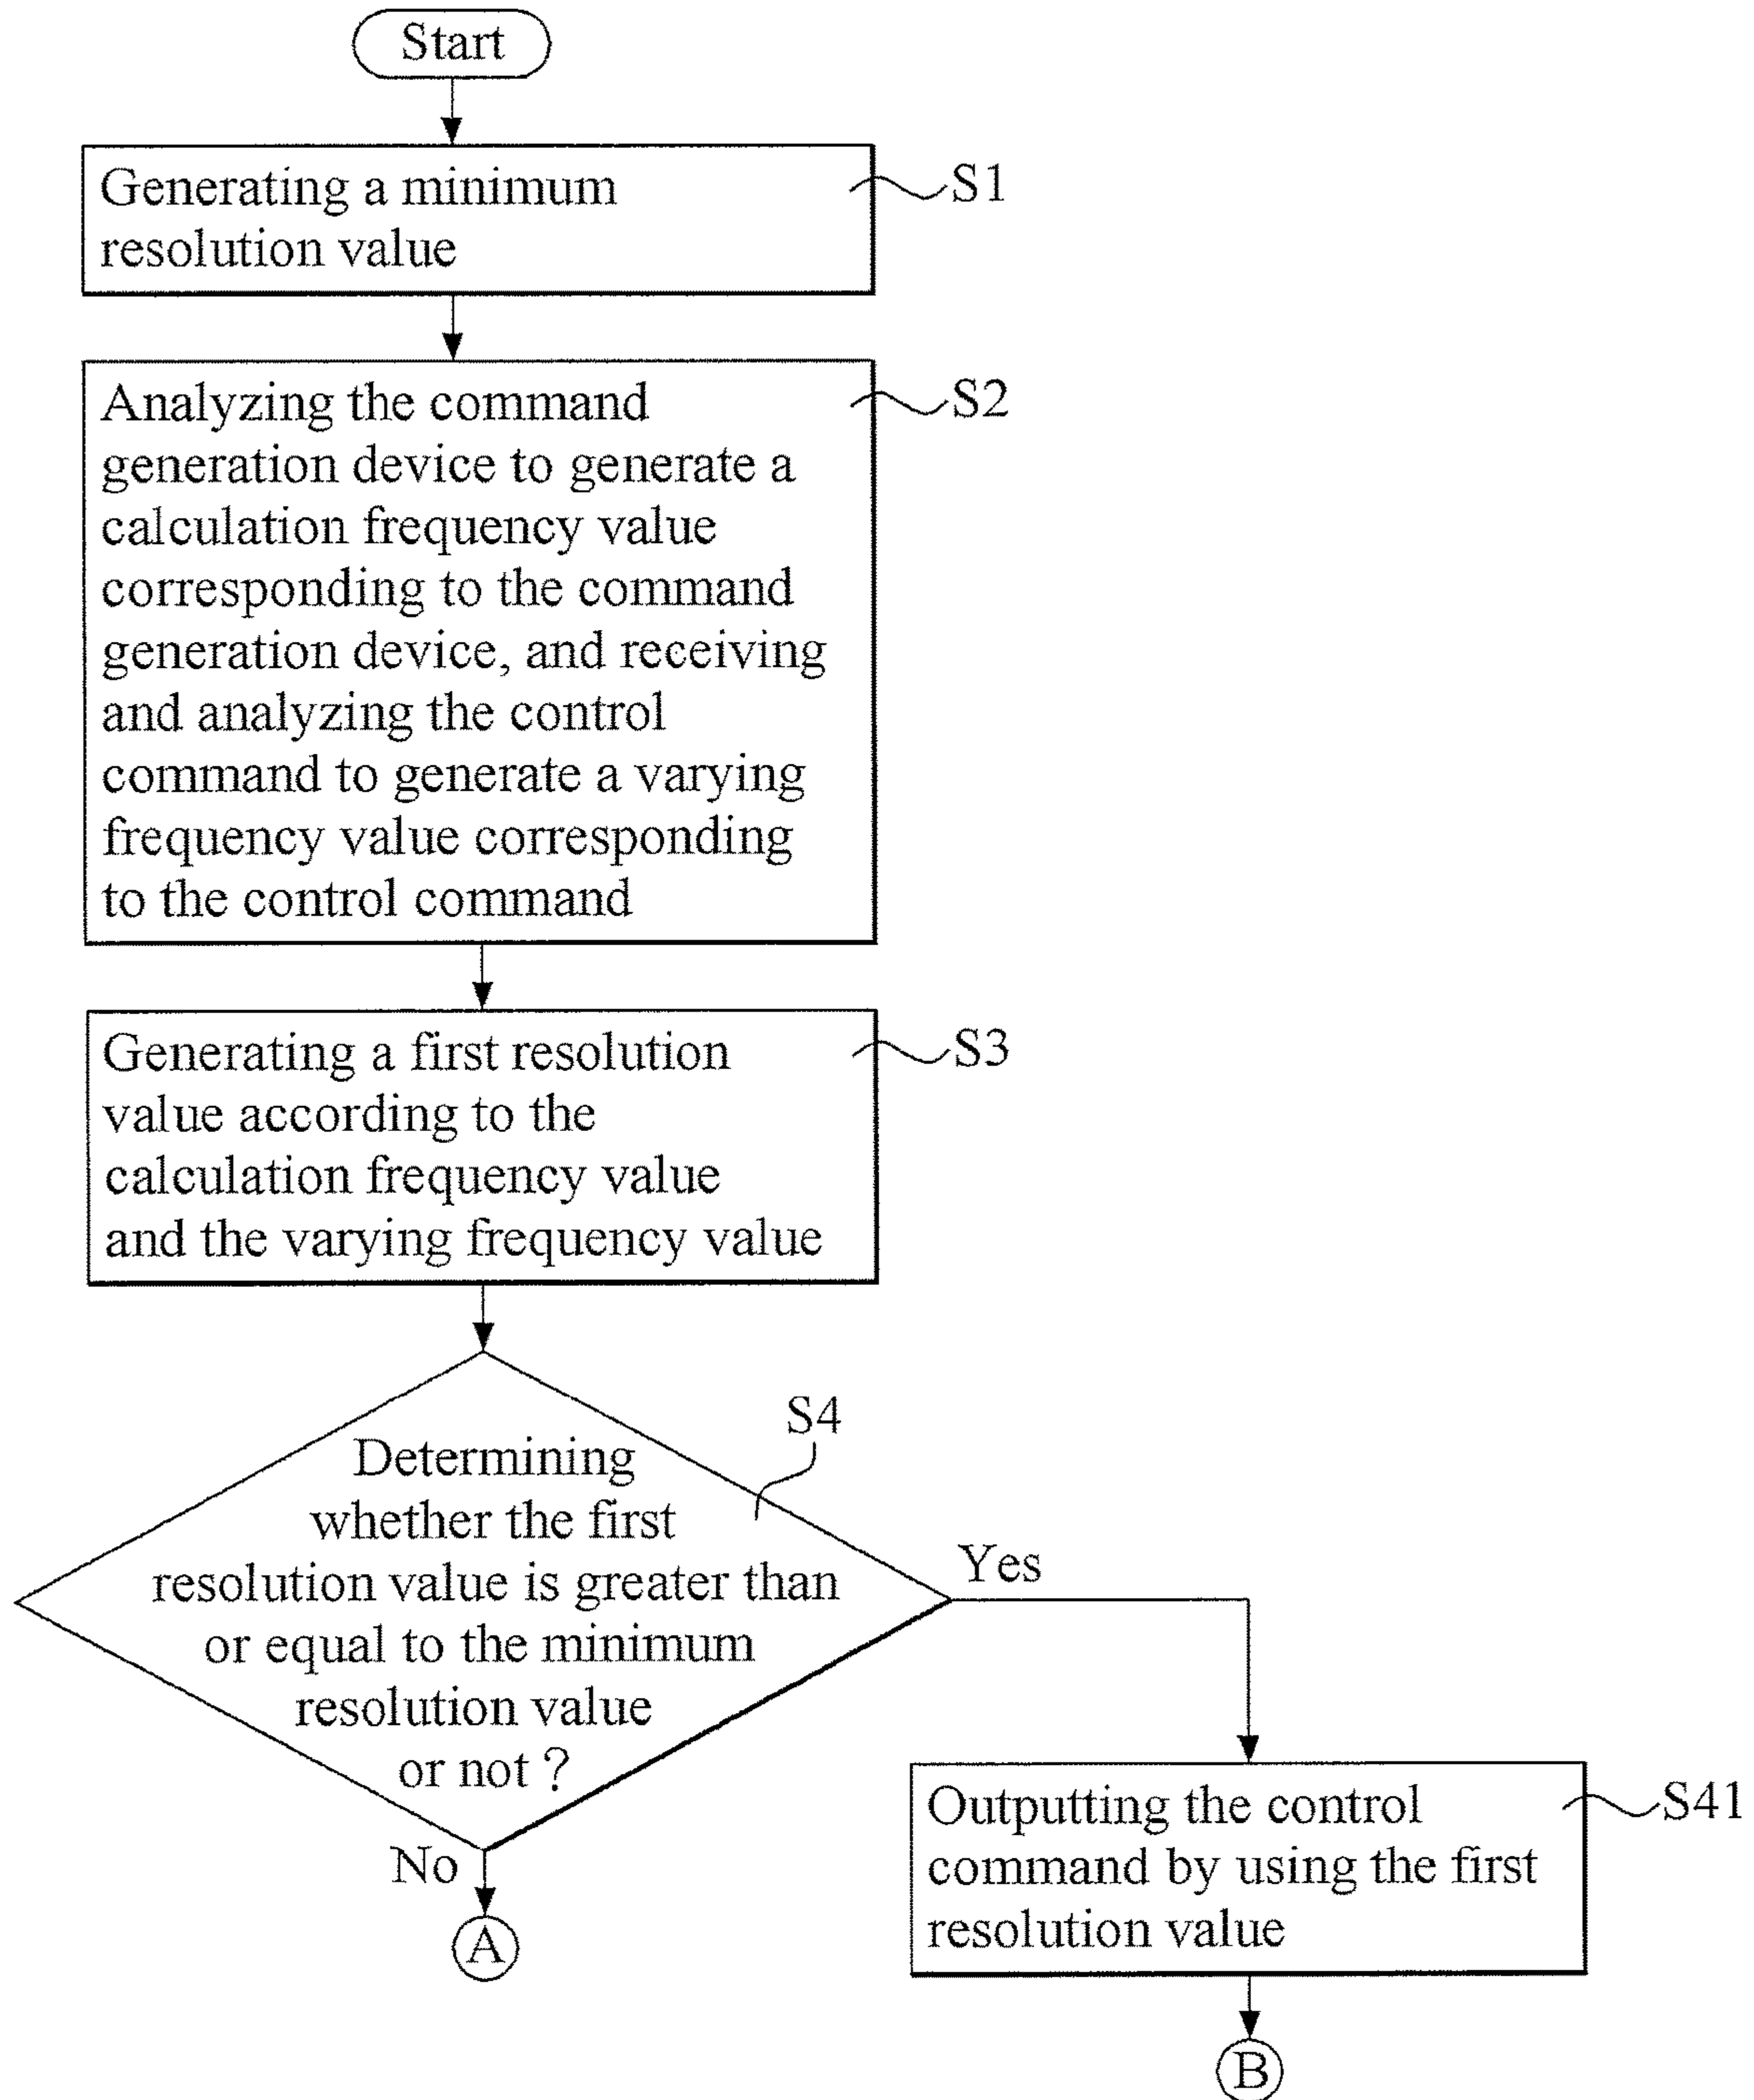 Start
Generating a minimum
resolution value
S1
Analyzing the command
generation device to generate a
calculation frequency value
corresponding to the command
generation device, and receiving
and analyzing the control
command to generate a varying
frequency value corresponding
to the control command
S2
Generating a first resolution
value according to the
calculation frequency value
and the varying frequency value
S3
S4
Determining
whether the first
resolution value is greater than
or equal to the minimum
resolution value
or not ?
Yes
No
A
Outputting the control
command by using the first
resolution value
S41
B